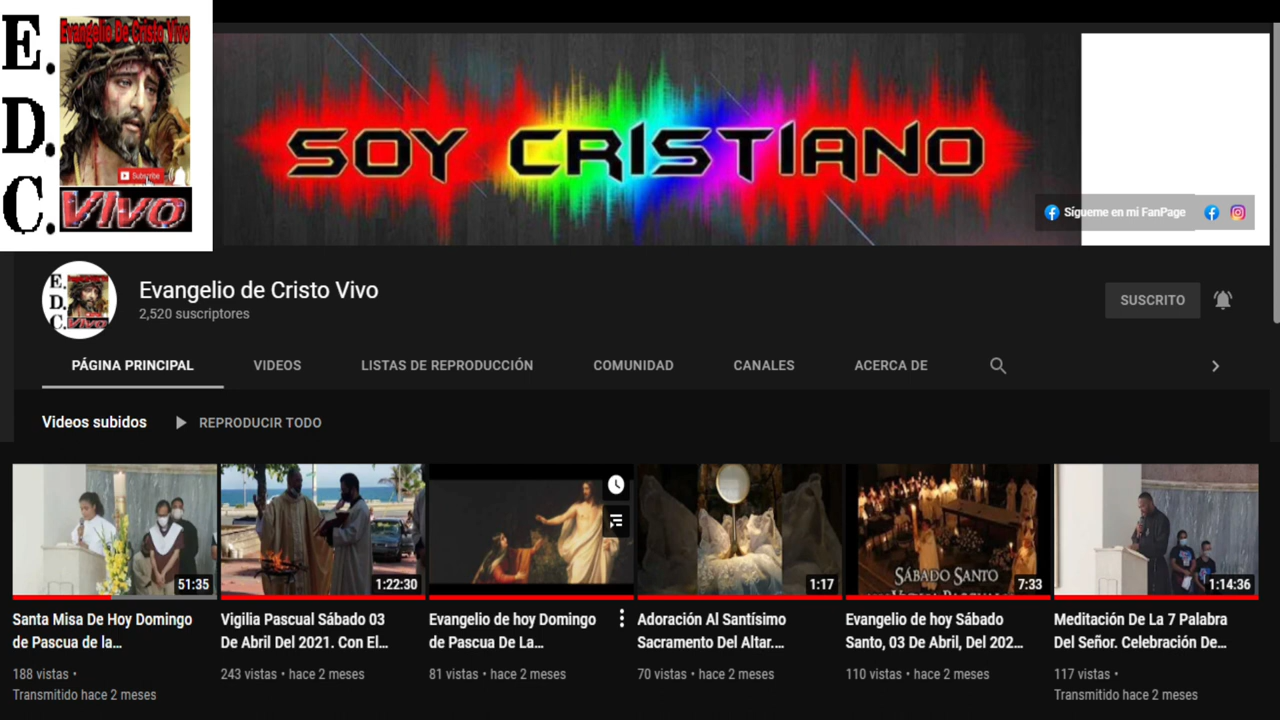 E.
D.
C.
Evangelio De Cristo Vivo
Subscribe
Vivo
SOY CRISTIANO
Sígueme en mi FanPage
E.
D.
C.
Vivo
Evangelio de Cristo Vivo
2,520 suscriptores
SUSCRITO
PÁGINA PRINCIPAL
VIDEOS
LISTAS DE REPRODUCCIÓN
COMUNIDAD
CANALES
ACERCA DE
Videos subidos
REPRODUCIR TODO
51:35
Santa Misa De Hoy Domingo
de Pascua de la...
188 vistas •
Transmitido hace 2 meses
1:22:30
Vigilia Pascual Sábado 03
De Abril Del 2021. Con El...
243 vistas • hace 2 meses
Evangelio de hoy Domingo
de Pascua De La...
81 vistas • hace 2 meses
1:17
Adoración Al Santísimo
Sacramento Del Altar....
70 vistas • hace 2 meses
SÁBADO SANTO
7:33
Evangelio de hoy Sábado
Santo, 03 De Abril, Del 202...
110 vistas • hace 2 meses
1:14:36
Meditación De La 7 Palabra
Del Señor. Celebración De...
117 vistas •
Transmitido hace 2 meses